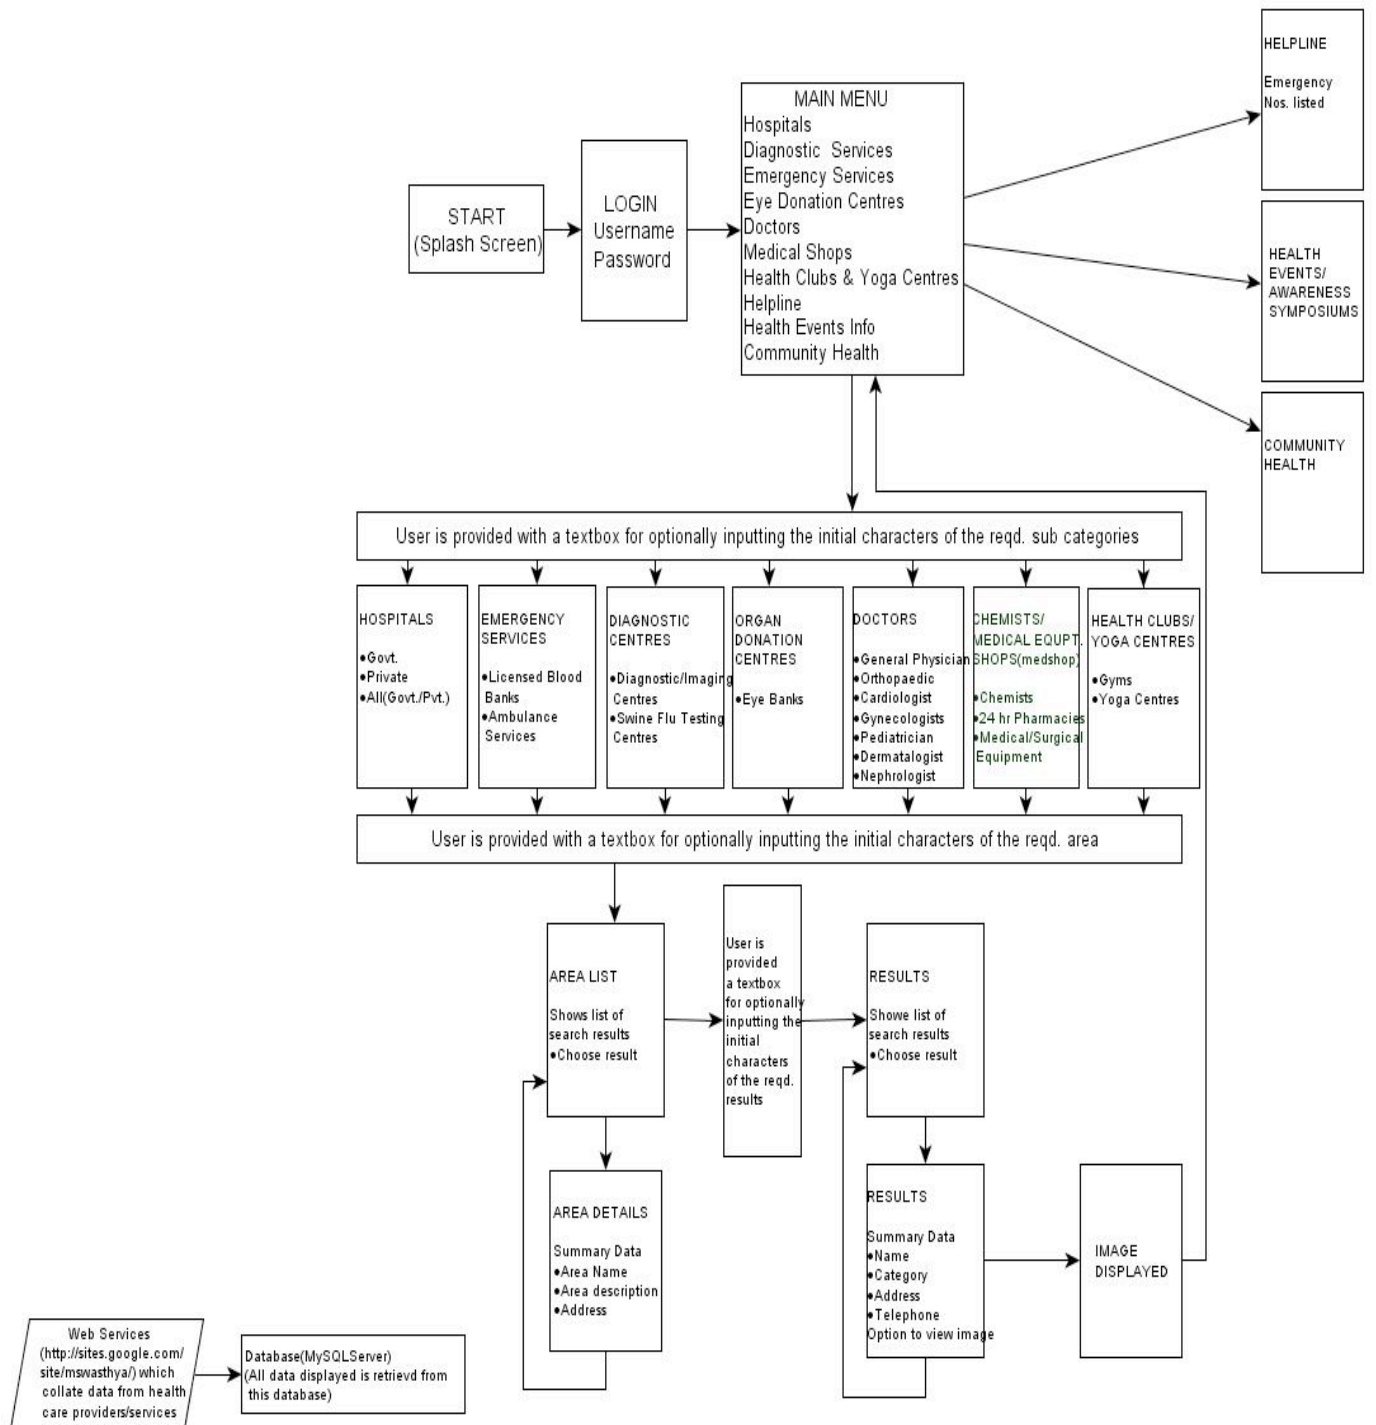 START
(Splash Screen)
LOGIN
Username
Password
MAIN MENU
Hospitals
Diagnostic Services
Emergency Services
Eye Donation Centres
Doctors
Medical Shops
Health Clubs & Yoga Centres
Helpline
Health Events Info
Community Health
HELPLINE
Emergency
Nos. listed
HEALTH
EVENTS/
AWARENESS
SYMPOSIUMS
COMMUNITY
HEALTH
User is provided with a textbox for optionally inputting the initial characters of the reqd. sub categories
HOSPITALS
●Govt.
●Private
●All(Govt./Pvt.)
EMERGENCY
SERVICES
●Licensed Blood
Banks
●Ambulance
Services
DIAGNOSTIC
CENTRES
●Diagnostic/Imaging
Centres
●Swine Flu Testing
Centres
ORGAN
DONATION
CENTRES
●Eye Banks
DOCTORS
●General Physician
●Orthopaedic
●Cardiologist
●Gynecologists
●Pediatrician
●Dermatalogist
●Nephrologist
CHEMISTS/
MEDICAL EQUPT.
SHOPS(medshop)
●Chemists
●24 hr Pharmacies
●Medical/Surgical
Equipment
HEALTH CLUBS/
YOGA CENTRES
●Gyms
●Yoga Centres
User is provided with a textbox for optionally inputting the initial characters of the reqd. area
AREA LIST
Shows list of
search results
●Choose result
User is
provided
a textbox
for optionally
inputting the
initial
characters
of the reqd.
results
RESULTS
Showe list of
search results
●Choose result
AREA DETAILS
Summary Data
●Area Name
●Area description
●Address
RESULTS
Summary Data
●Name
●Category
●Address
●Telephone
Option to view image
IMAGE
DISPLAYED
Web Services
(http://sites.google.com/
site/mswasthya/) which
collate data from health
care providers/services
Database(MySQLServer)
(All data displayed is retrievd from
this database)